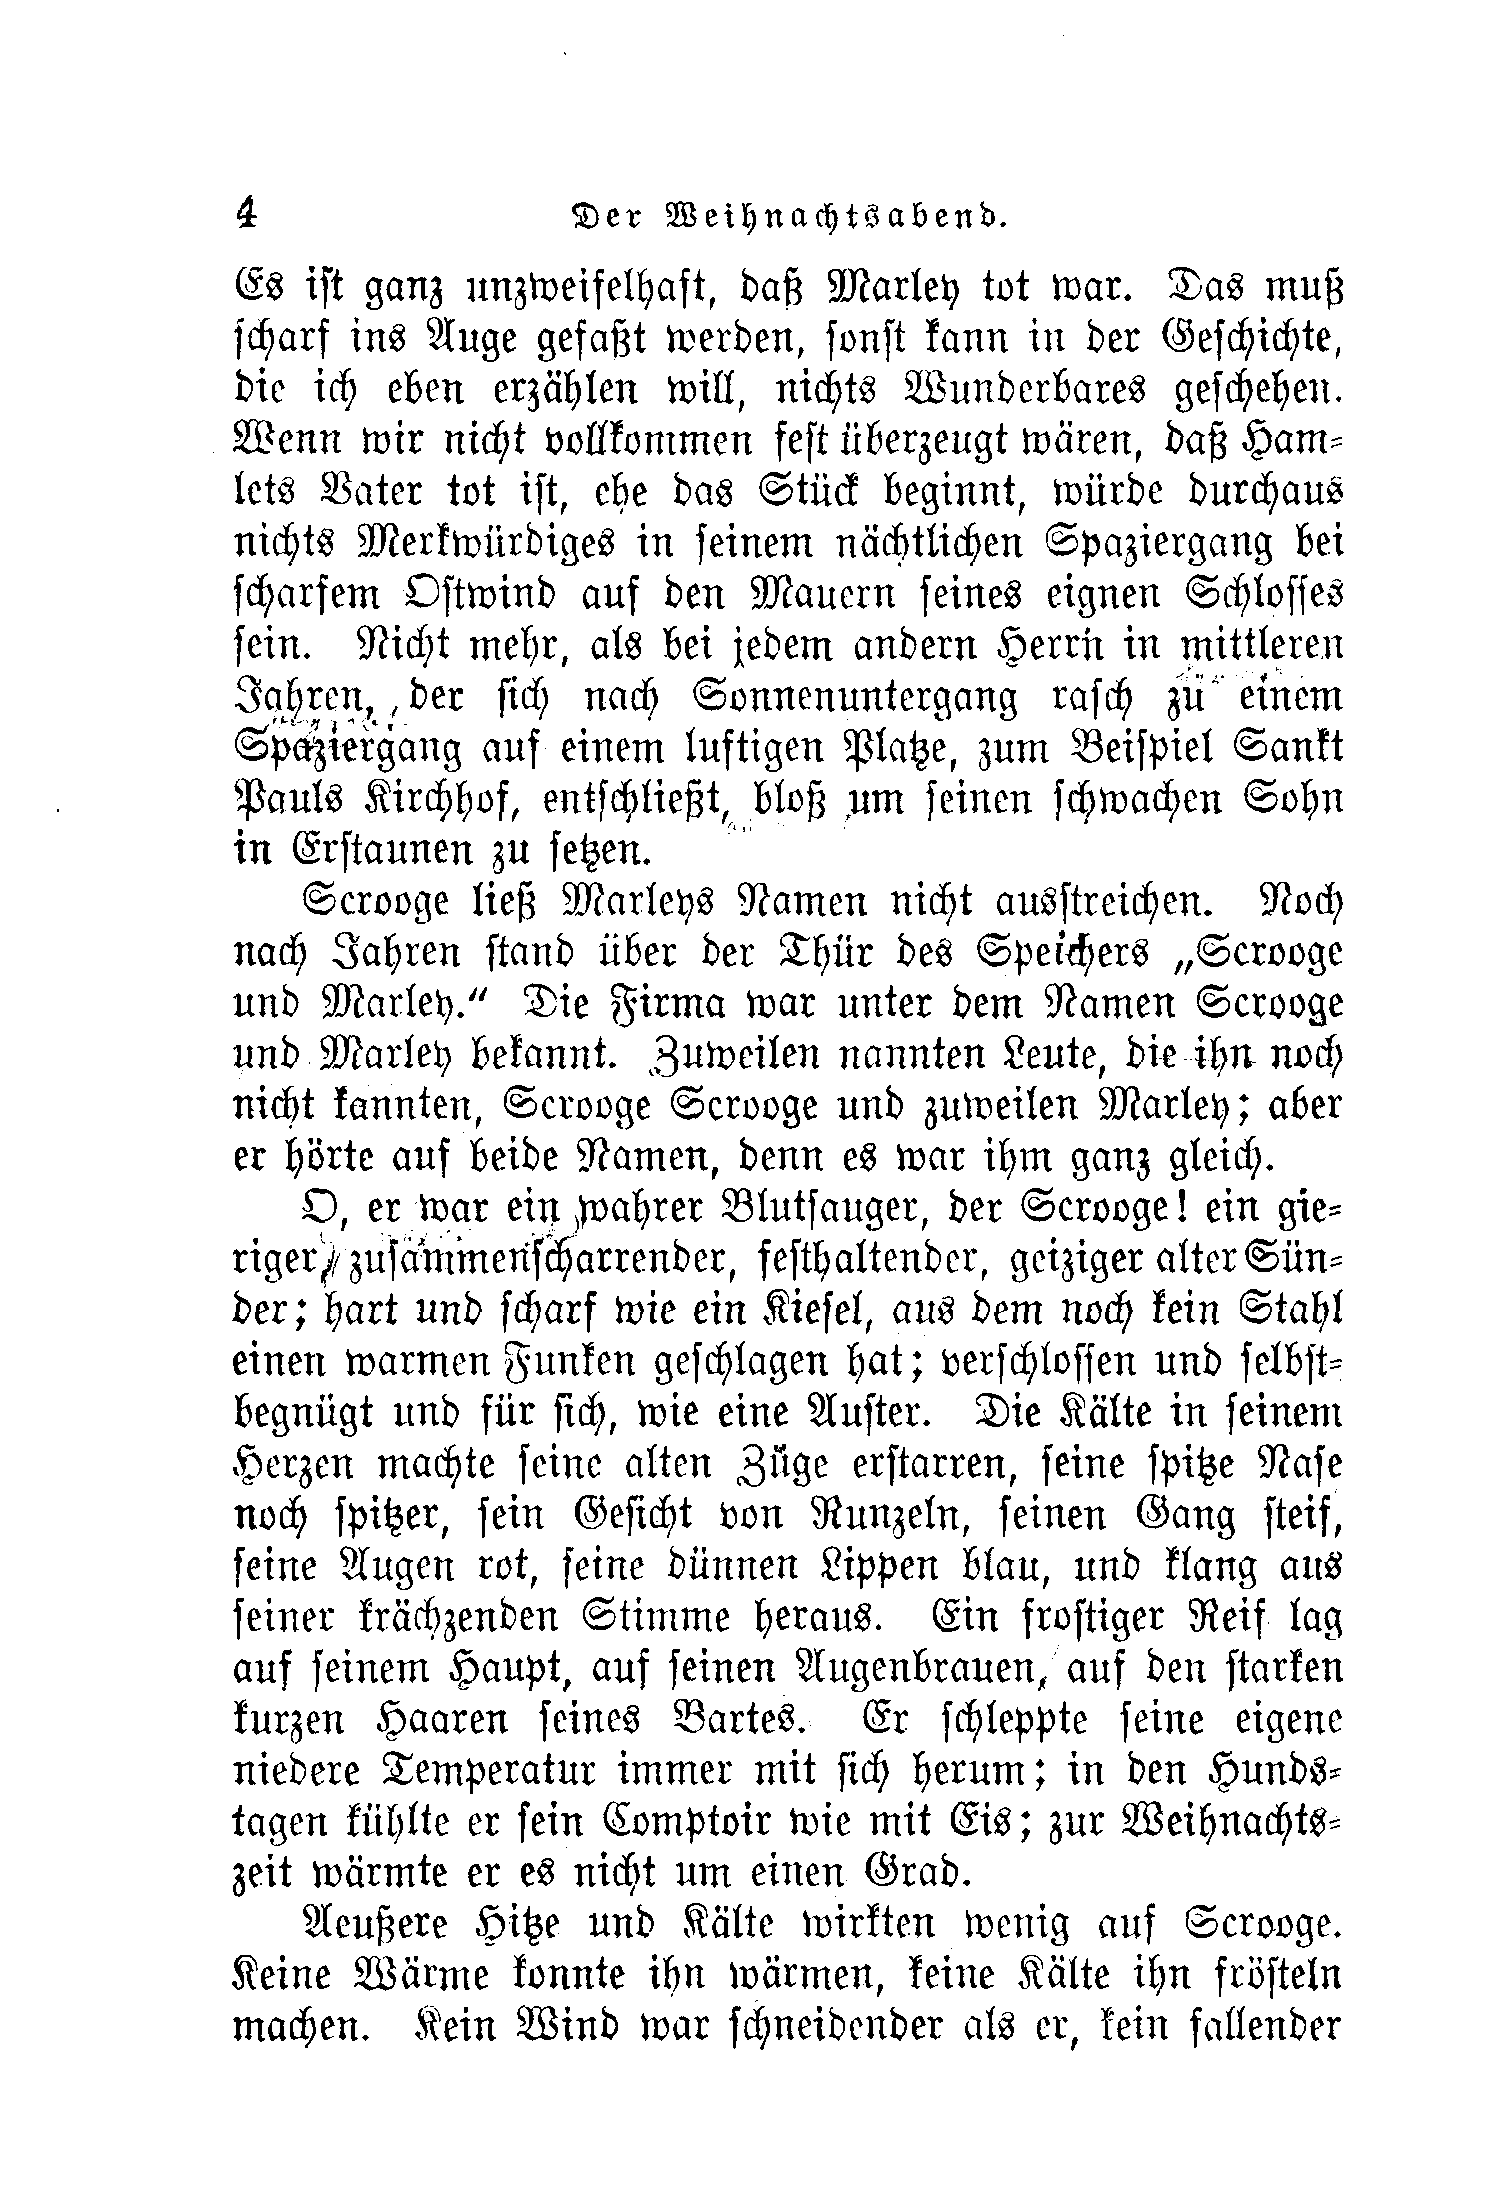 4 Der Weihnachtsabend.
Es ist ganz unzweifelhaft, daß Marley tot war. Das muß
scharf ins Auge gefaßt werden, sonst kann in der Geschichte,
die ich eben erzählen will, nichts Wunderbares geschehen.
Wenn wir nicht vollkommen fest überzeugt wären, daß Ham-
lets Vater tot ist, ehe das Stück beginnt, würde durchaus
nichts Merkwürdiges in seinem nächtlichen Spaziergang bei
scharfem Ostwind auf den Mauern seines eignen Schlosses
sein. Nicht mehr, als bei jedem andern Herrn in mittleren
Jahren, der sich nach Sonnenuntergang rasch zu einem
Spaziergang auf einem luftigen Platze, zum Beispiel Sankt
Pauls Kirchhof, entschließt, bloß um seinen schwachen Sohn
in Erstaunen zu setzen.
Scrooge ließ Marleys Namen nicht ausstreichen. Noch
nach Jahren stand über der Thür des Speichers „Scrooge
und Marley.“ Die Firma war unter dem Namen Scrooge
und Marley bekannt. Zuweilen nannten Leute, die ihn noch
nicht kannten, Scrooge Scrooge und zuweilen Marley; aber
er hörte auf beide Namen, denn es war ihm ganz gleich.
O, er war ein wahrer Blutsauger, der Scrooge! ein gie-
riger, zusammenscharrender, festhaltender, geiziger alter Sün-
der; hart und scharf wie ein Kiesel, aus dem noch kein Stahl
einen warmen Funken geschlagen hat; verschlossen und selbst-
begnügt und für sich, wie eine Auster. Die Kälte in seinem
Herzen machte seine alten Züge erstarren, seine spitze Nase
noch spitzer, sein Gesicht von Runzeln, seinen Gang steif,
seine Augen rot, seine dünnen Lippen blau, und klang aus
seiner krächzenden Stimme heraus. Ein frostiger Reif lag
auf seinem Haupt, auf seinen Augenbrauen, auf den starken
kurzen Haaren seines Bartes. Er schleppte seine eigene
niedere Temperatur immer mit sich herum; in den Hunds-
tagen kühlte er sein Comptoir wie mit Eis; zur Weihnachts-
zeit wärmte er es nicht um einen Grad.
Aeußere Hitze und Kälte wirkten wenig auf Scrooge.
Keine Wärme konnte ihn wärmen, keine Kälte ihn frösteln
machen. Kein Wind war schneidender als er, kein fallender